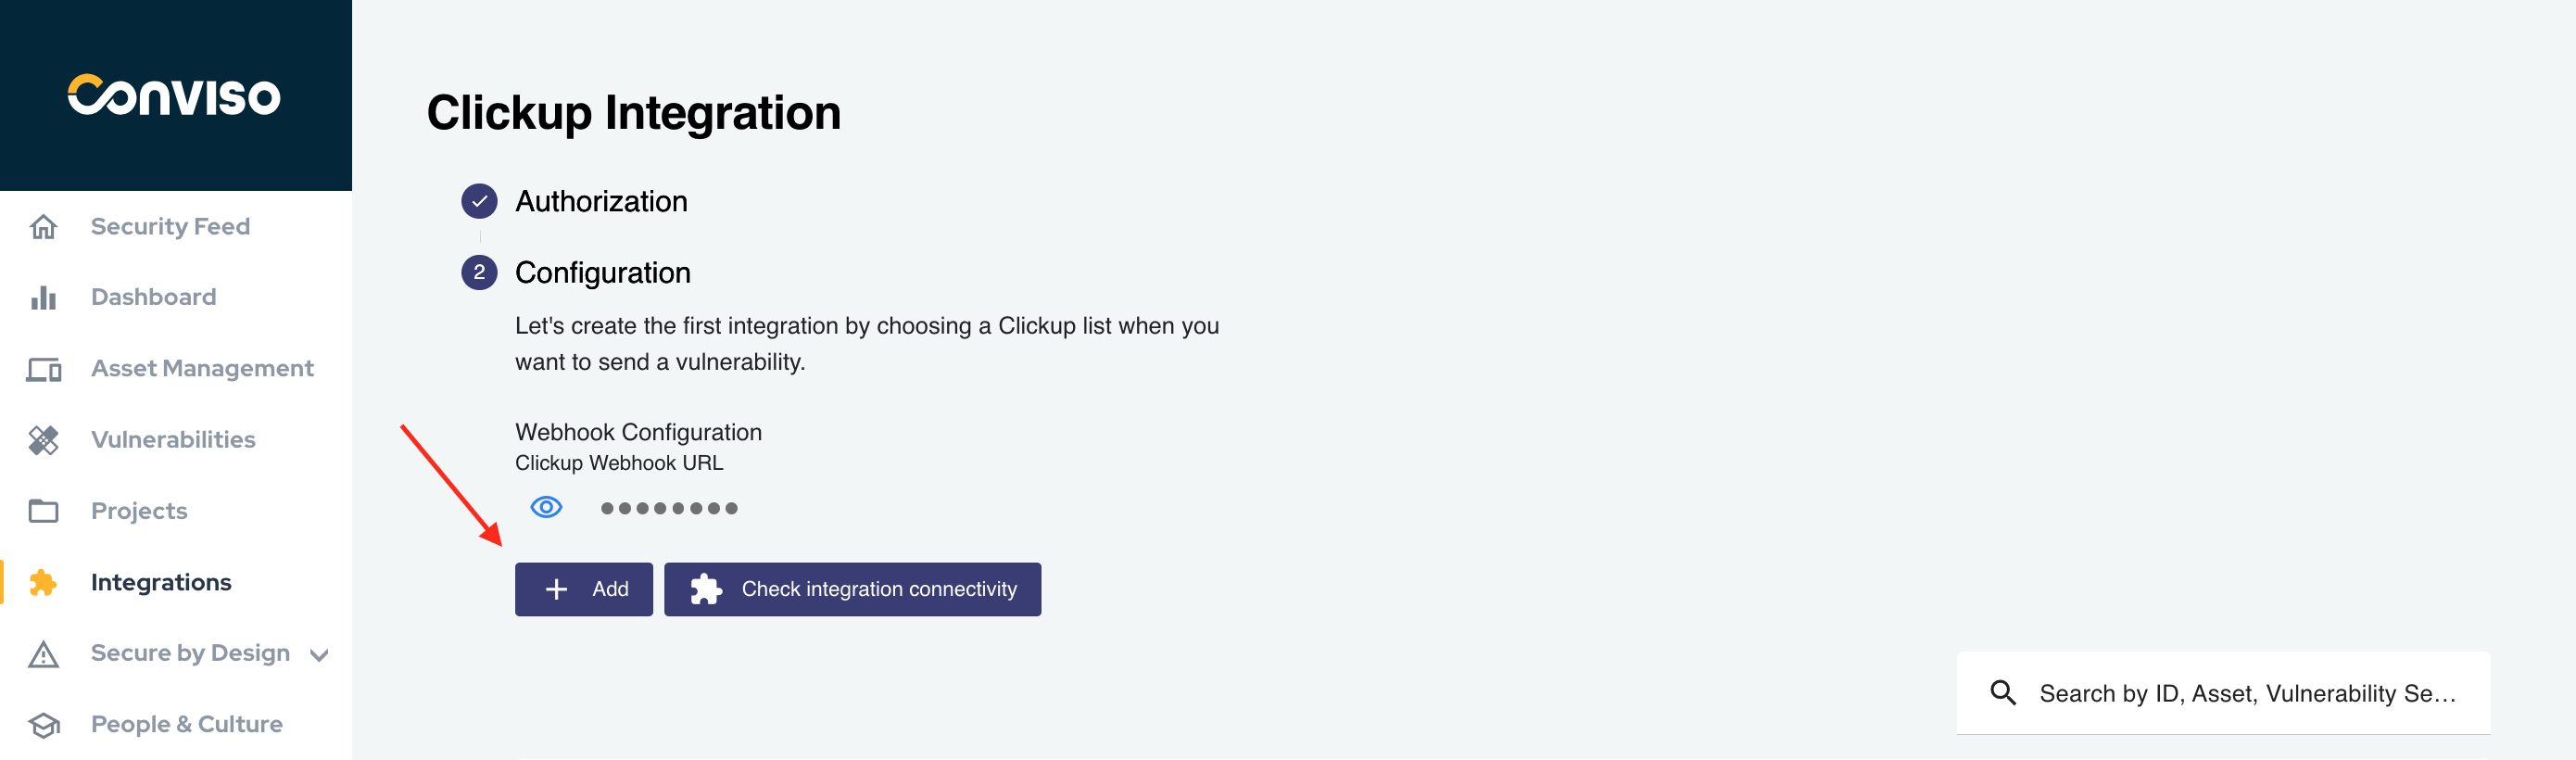 Conviso
Security Feed
Dashboard
Asset Management
Vulnerabilities
Projects
Integrations
Secure by Design
People & Culture
Clickup Integration
Authorization
2 Configuration
Let's create the first integration by choosing a Clickup list when you
want to send a vulnerability.
Webhook Configuration
Clickup Webhook URL
••••••••
+ Add
Check integration connectivity
Search by ID, Asset, Vulnerability Se...